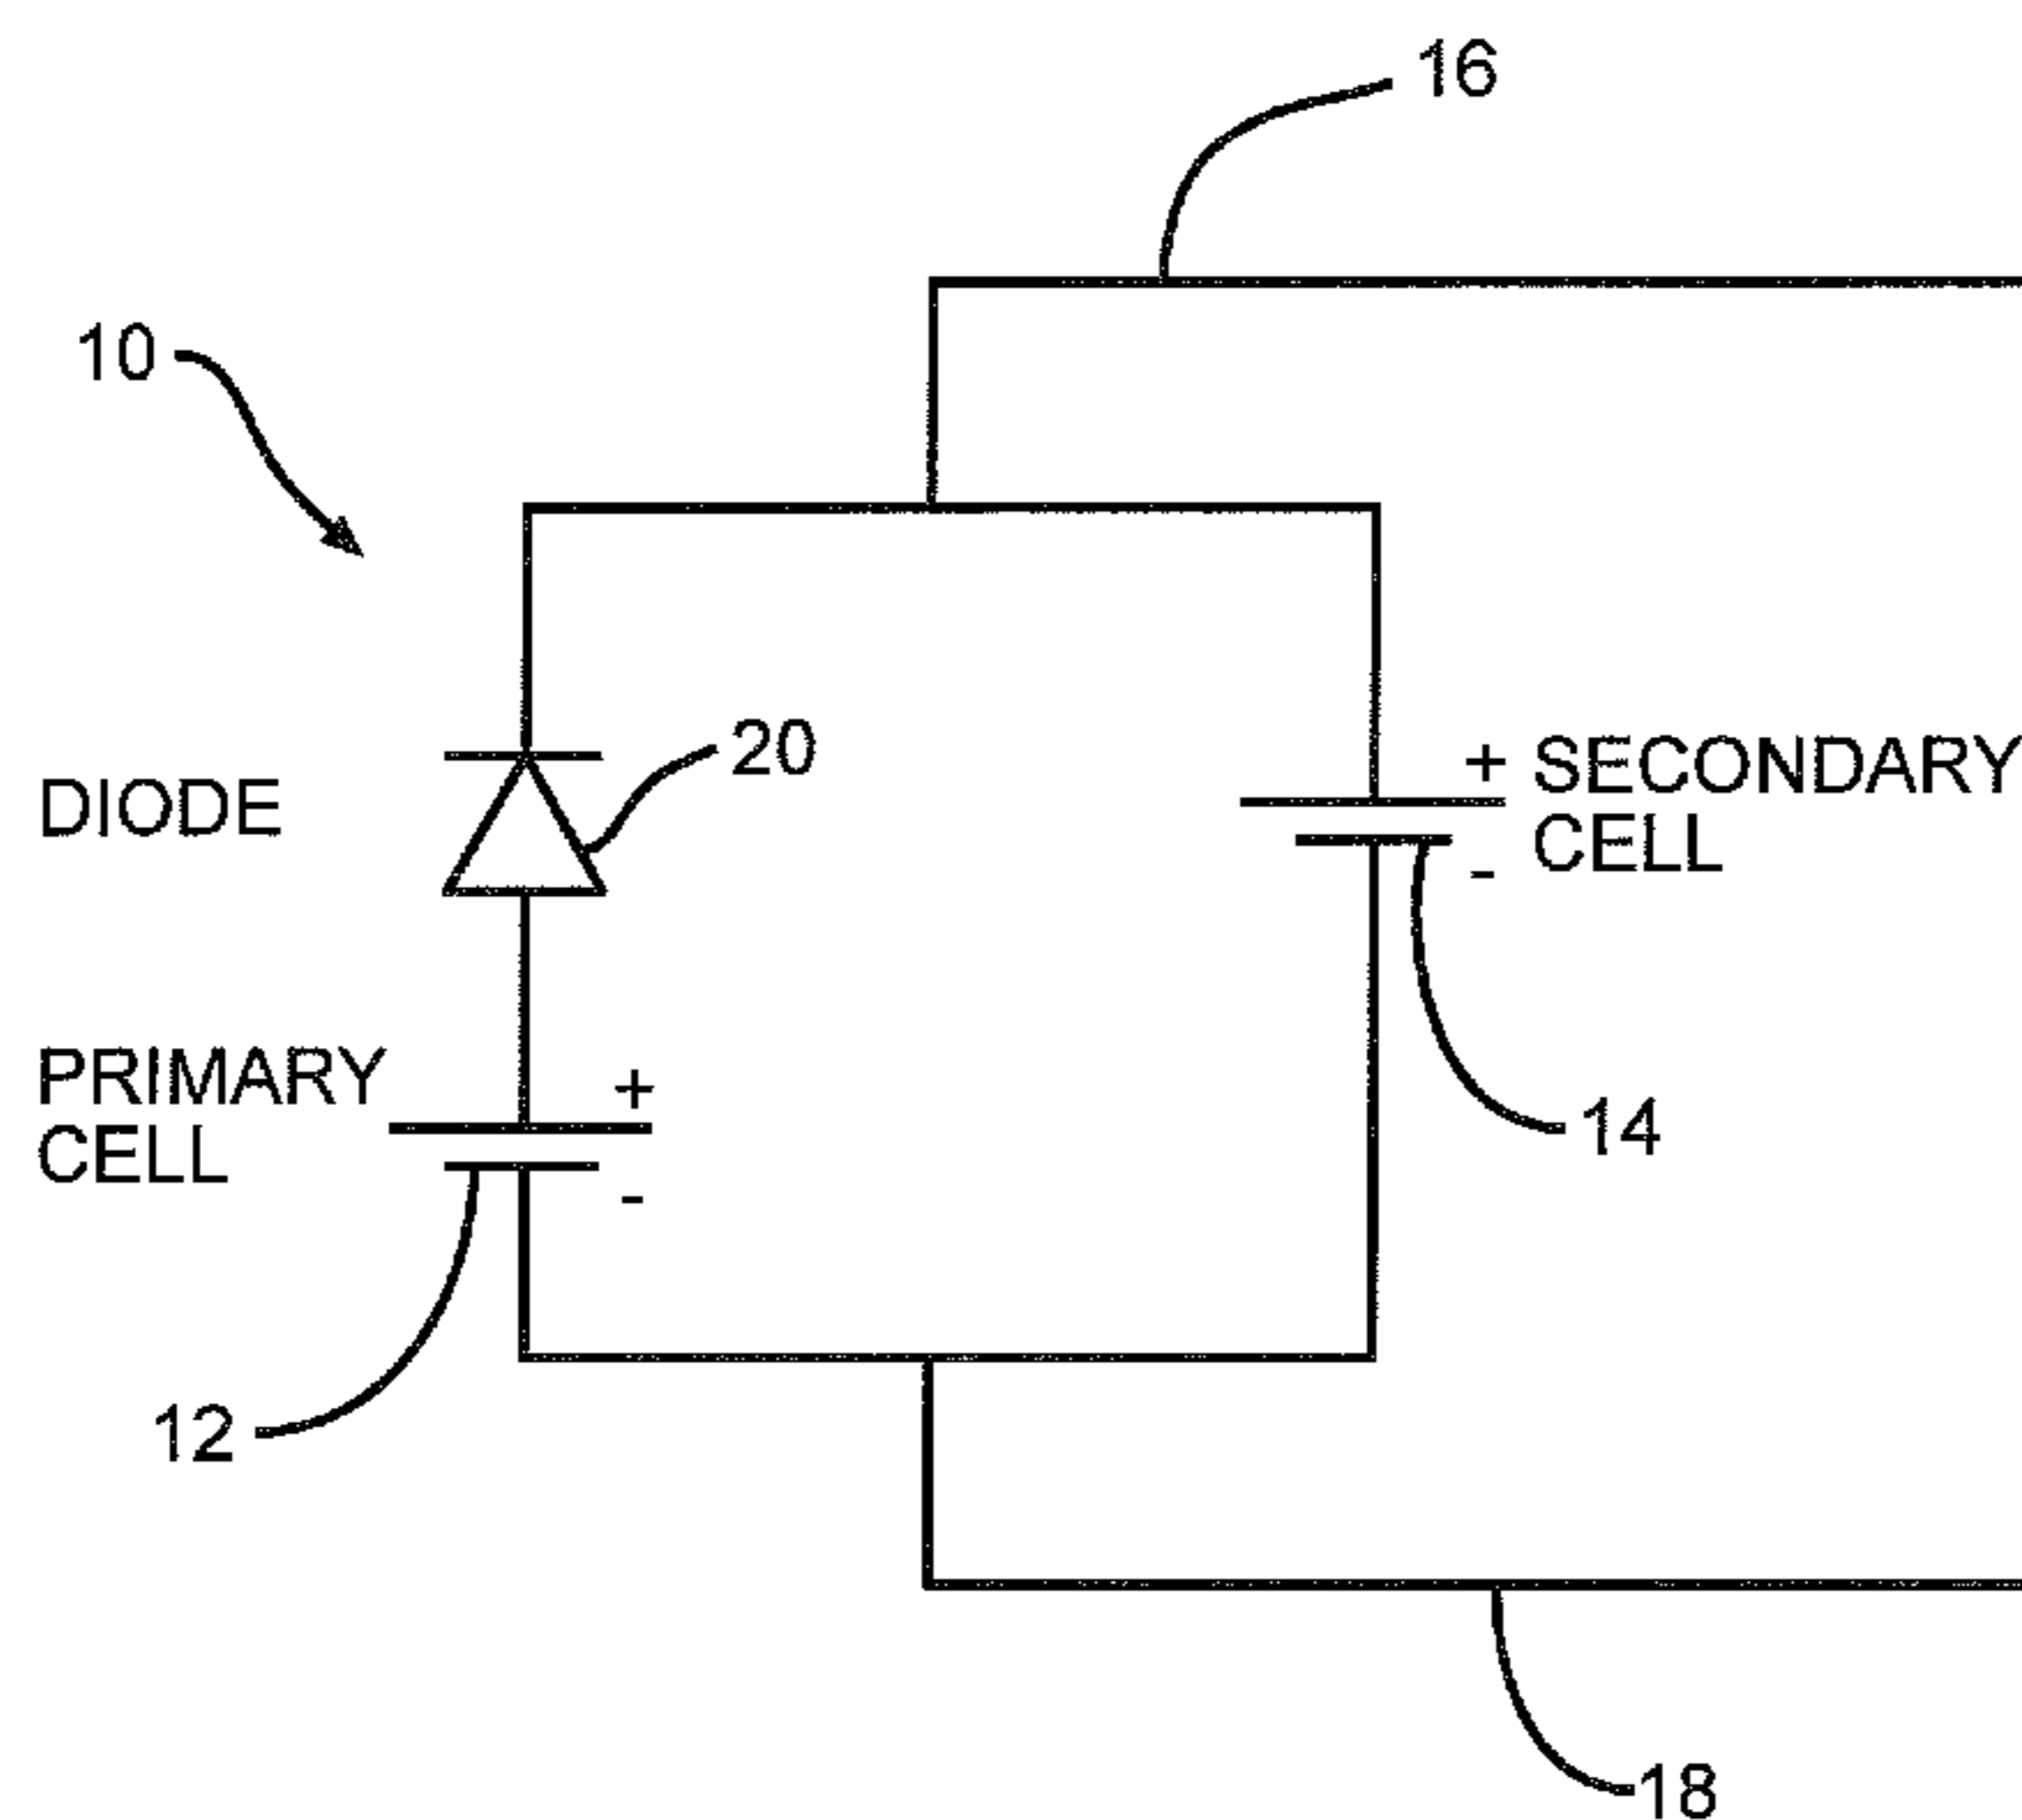 16
10
20
DIODE
+ SECONDARY
CELL
-
PRIMARY
CELL
+
-
14
12
18